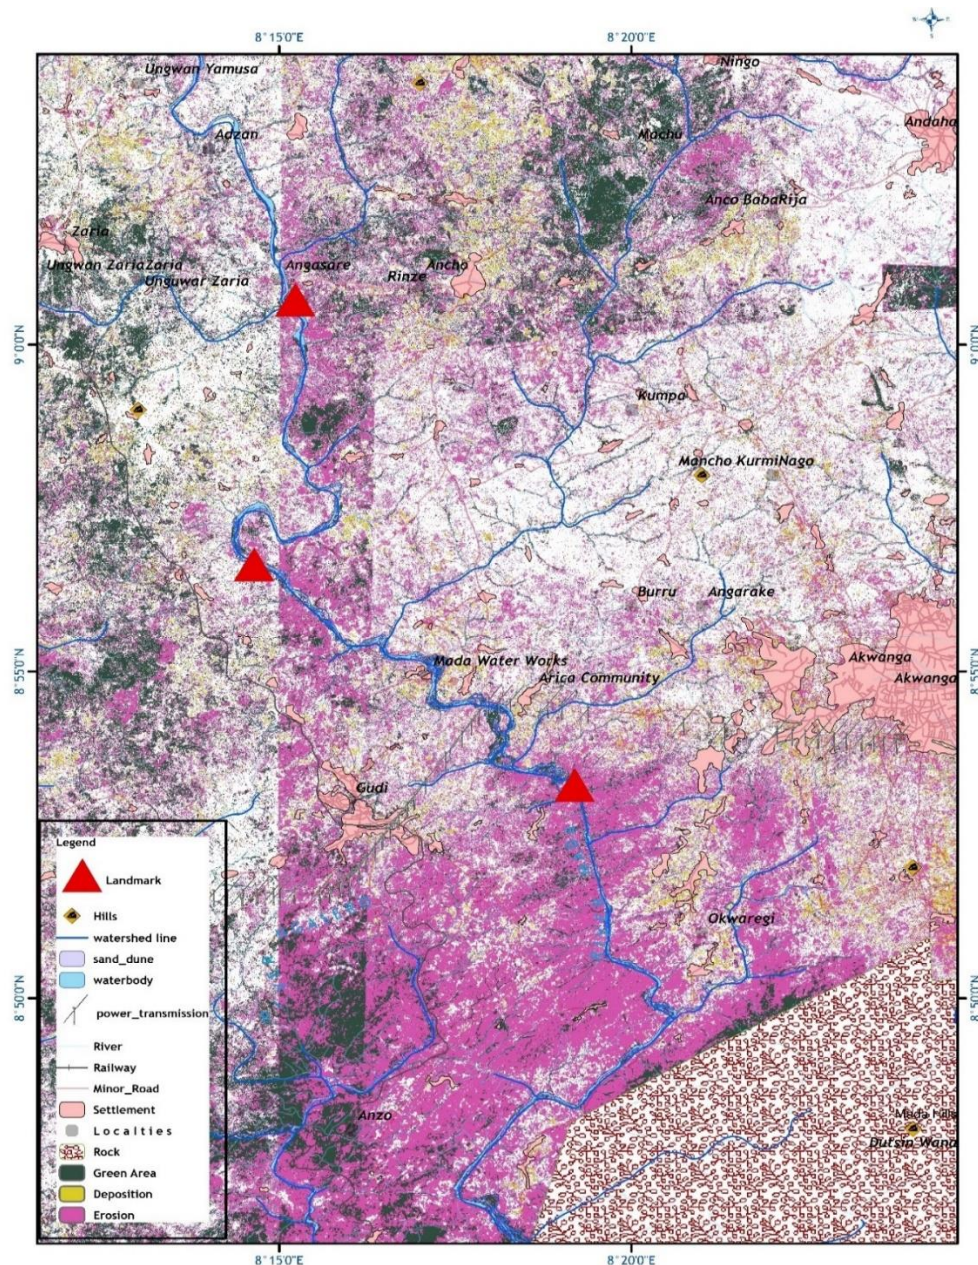 N
W E
S
8°15'0"E
8°20'0"E
Ungwan Yamusa
Ningo
Adzan
Machu
Andaha
Anco BabaRija
Zaria
Ungwan ZariaZaria
Angasare
Ancho
Rinze
Unguwar Zaria
9°0'0"N
9°0'0"N
Kumpa
Mancho KurmiNago
Burru
Angarake
8°55'0"N
8°55'0"N
Mada Water Works
Akwanga
Arica Community
Akwanga
Gudi
Legend
Landmark
Hills
watershed line
sand_dune
waterbody
power_transmission
River
Railway
Minor_Road
Settlement
Localties
Rock
Green Area
Deposition
Erosion
Okwaregi
8°50'0"N
8°50'0"N
Anzo
Mada Hills
Dutsin Wana
8°15'0"E
8°20'0"E